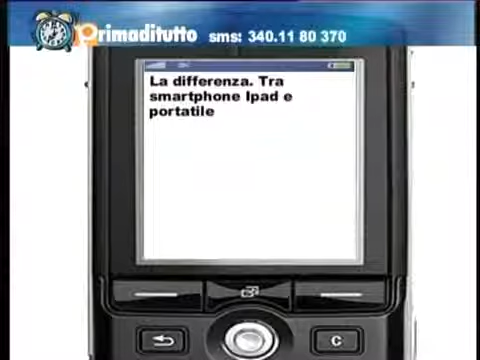 Primaditutto sms: 340.11 80 370
La differenza. Tra
smartphone Ipad e
portatile
C